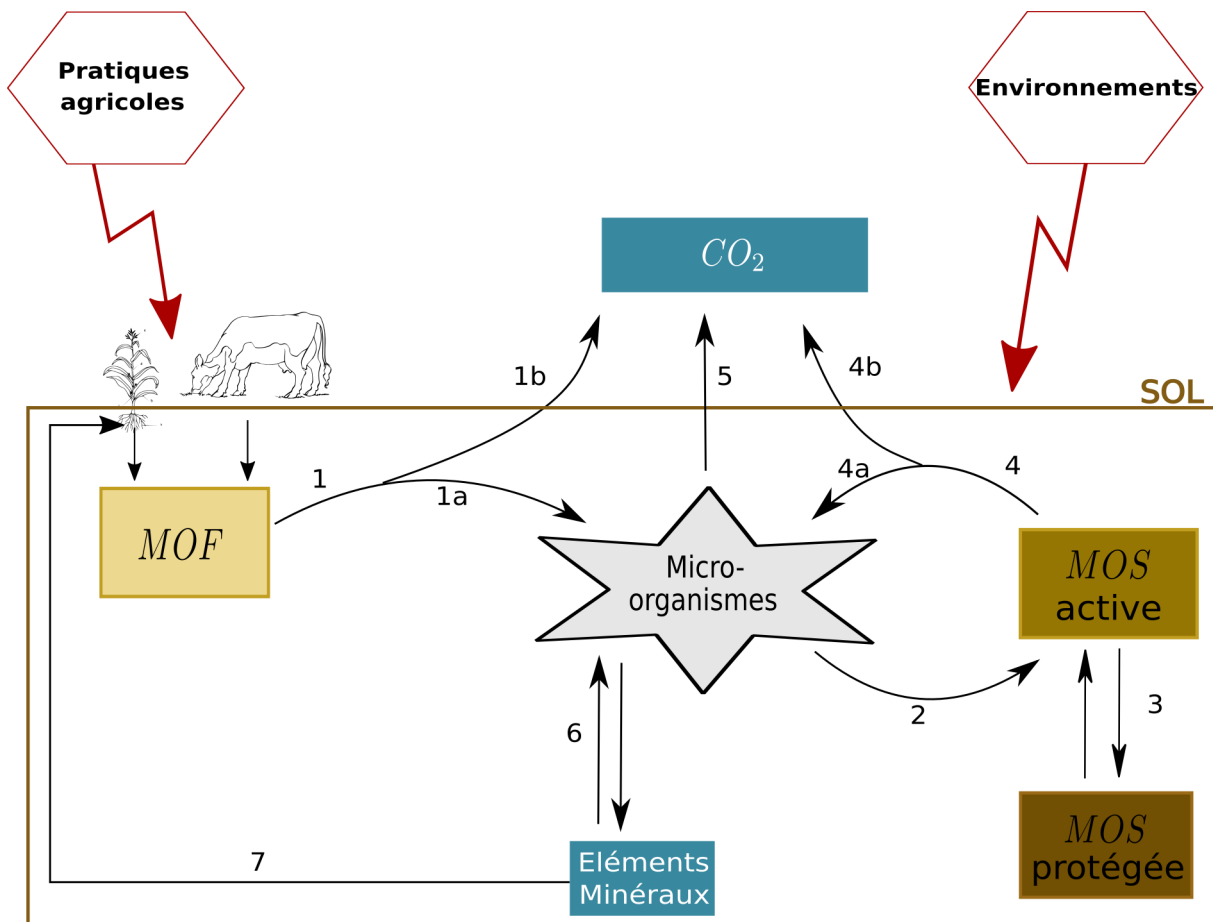 Pratiques
agricoles
Environnements
CO₂
SOL
1b
5
4b
1
1a
4a
4
MOF
Micro-
organismes
MOS
active
6
2
3
7
Eléments
Minéraux
MOS
protégée